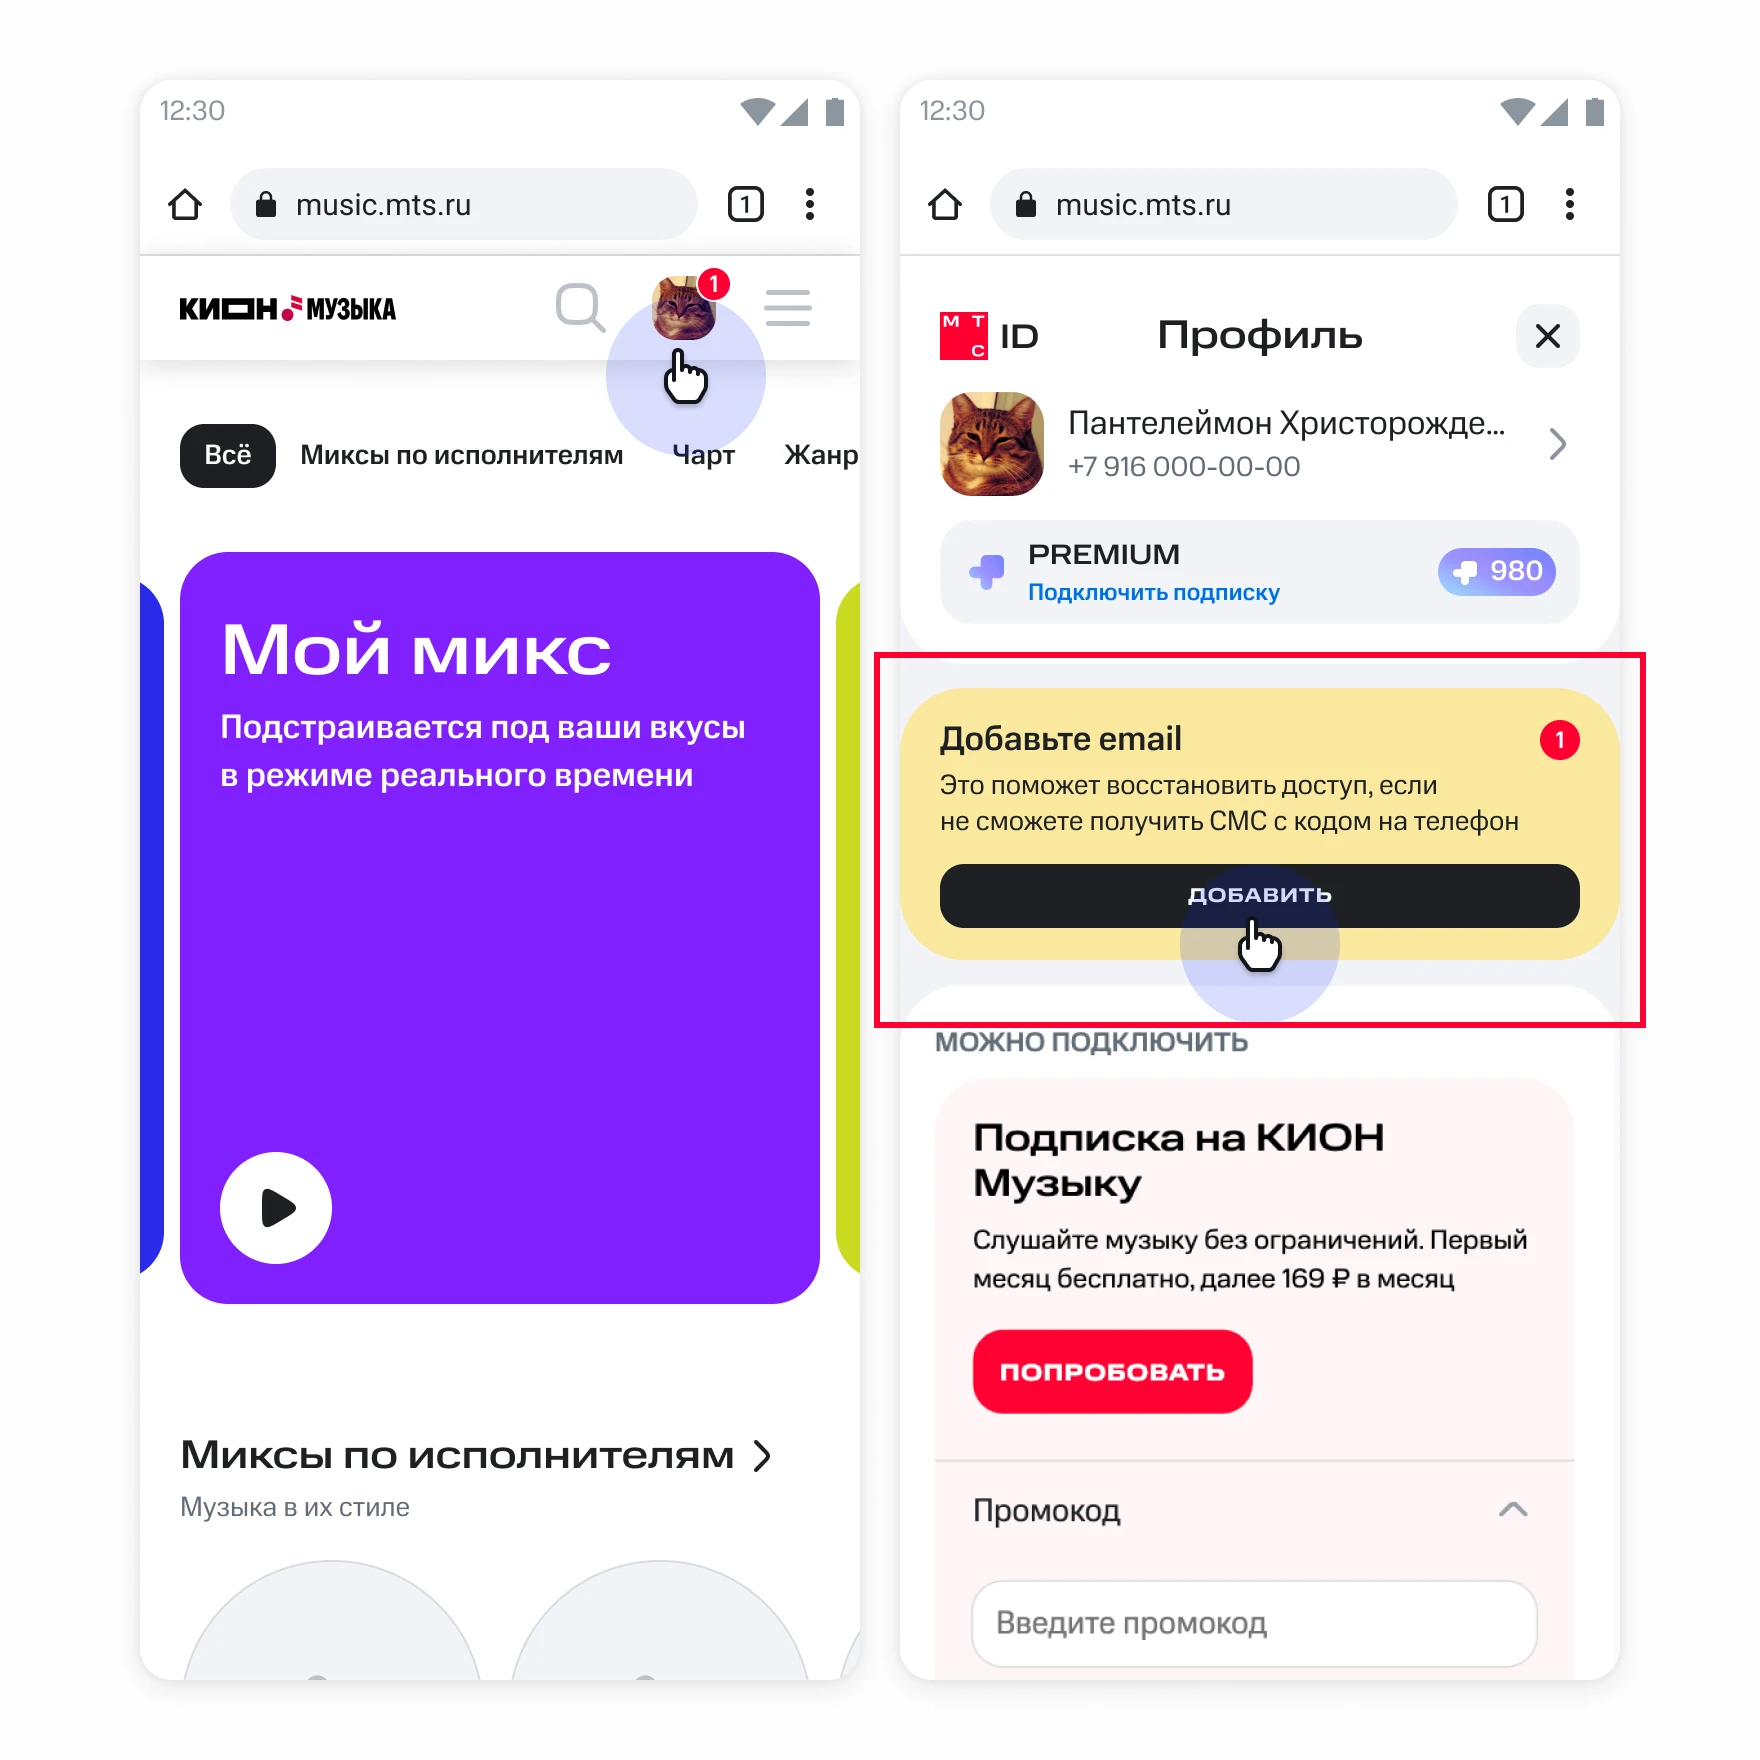 12:30
music.mts.ru
1
КИОН МУЗЫКА
1
Всё
Миксы по исполнителям
Чарт
Жанр
Мой микс
Подстраивается под ваши вкусы
в режиме реального времени
Миксы по исполнителям
Музыка в их стиле
12:30
music.mts.ru
1
МТС ID
Профиль
Пантелеймон Христорожде...
+7 916 000-00-00
PREMIUM
Подключить подписку
980
Добавьте email
1
Это поможет восстановить доступ, если
не сможете получить СМС с кодом на телефон
ДОБАВИТЬ
МОЖНО ПОДКЛЮЧИТЬ
Подписка на КИОН
Музыку
Слушайте музыку без ограничений. Первый
месяц бесплатно, далее 169 ₽ в месяц
ПОПРОБОВАТЬ
Промокод
Введите промокод